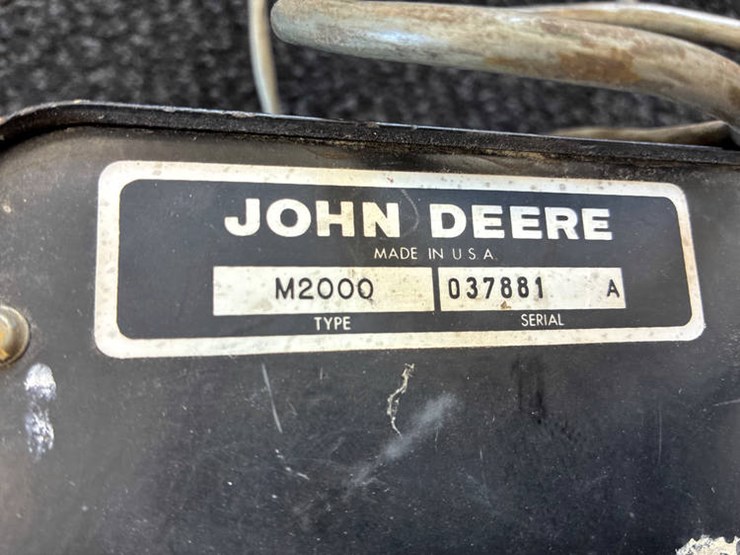 JOHN DEERE
MADE IN U.S.A.
M2000 037881 A
TYPE SERIAL